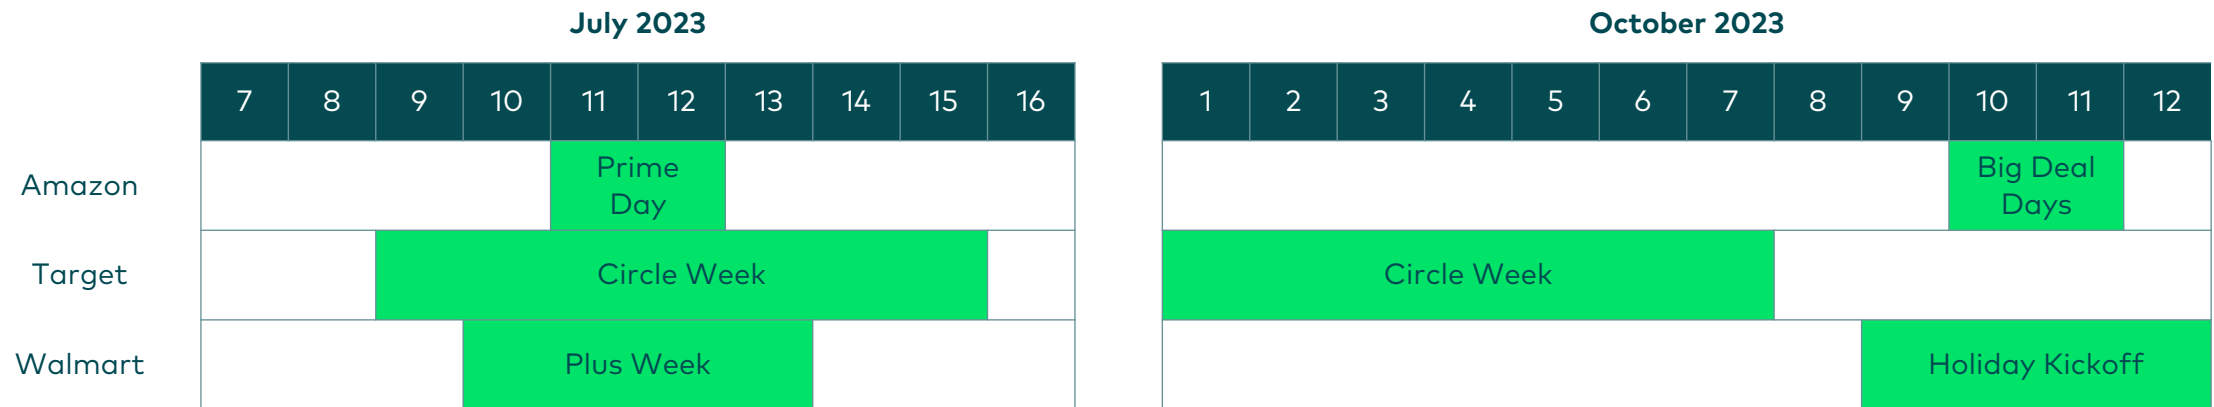 July 2023
October 2023
7 8 9 10 11 12 13 14 15 16
1 2 3 4 5 6 7 8 9 10 11 12
Amazon
Prime
Day
Big Deal
Days
Target
Circle Week
Circle Week
Walmart
Plus Week
Holiday Kickoff